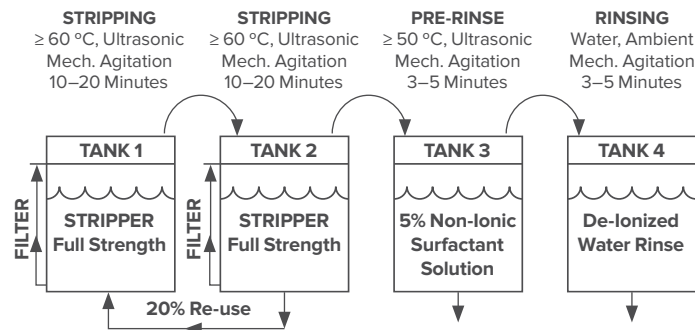 STRIPPING
≥ 60 ºC, Ultrasonic
Mech. Agitation
10–20 Minutes
STRIPPING
≥ 60 ºC, Ultrasonic
Mech. Agitation
10–20 Minutes
PRE-RINSE
≥ 50 ºC, Ultrasonic
Mech. Agitation
3–5 Minutes
RINSING
Water, Ambient
Mech. Agitation
3–5 Minutes
TANK 1
FILTER
STRIPPER
Full Strength
TANK 2
FILTER
STRIPPER
Full Strength
TANK 3
5% Non-Ionic
Surfactant
Solution
TANK 4
De-Ionized
Water Rinse
20% Re-use